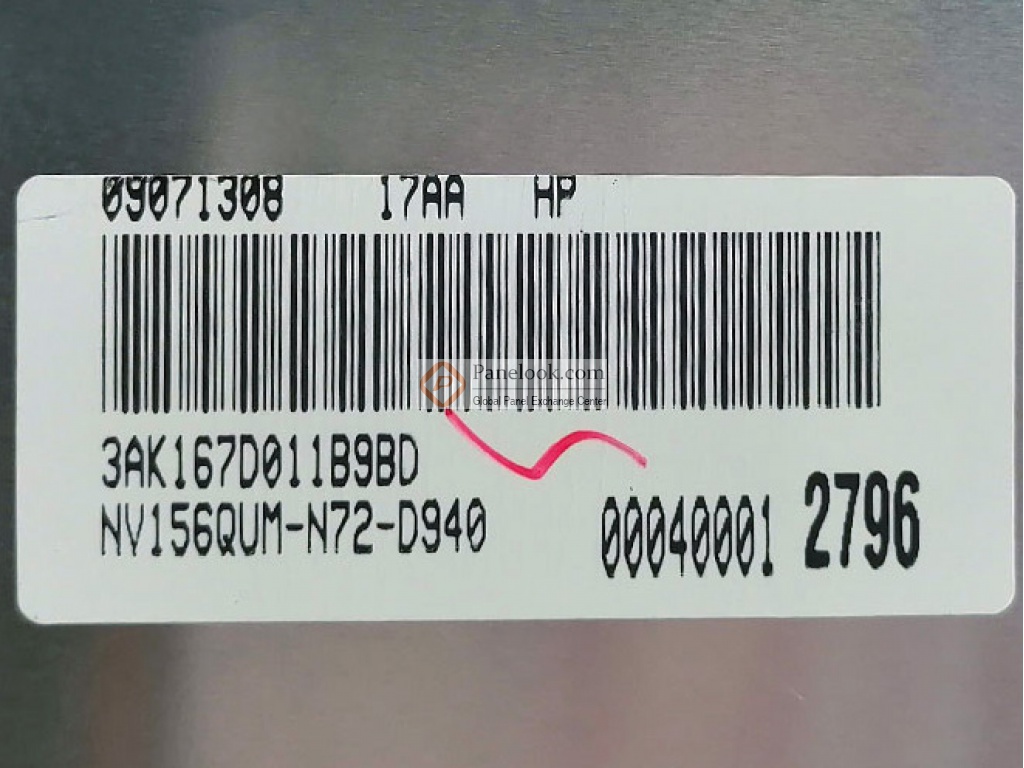 09071308 17AA HP
Panelook.com
Global Panel Exchange Center
3AK167D011B9BD
NV156QUM-N72-D940
00040001 2796